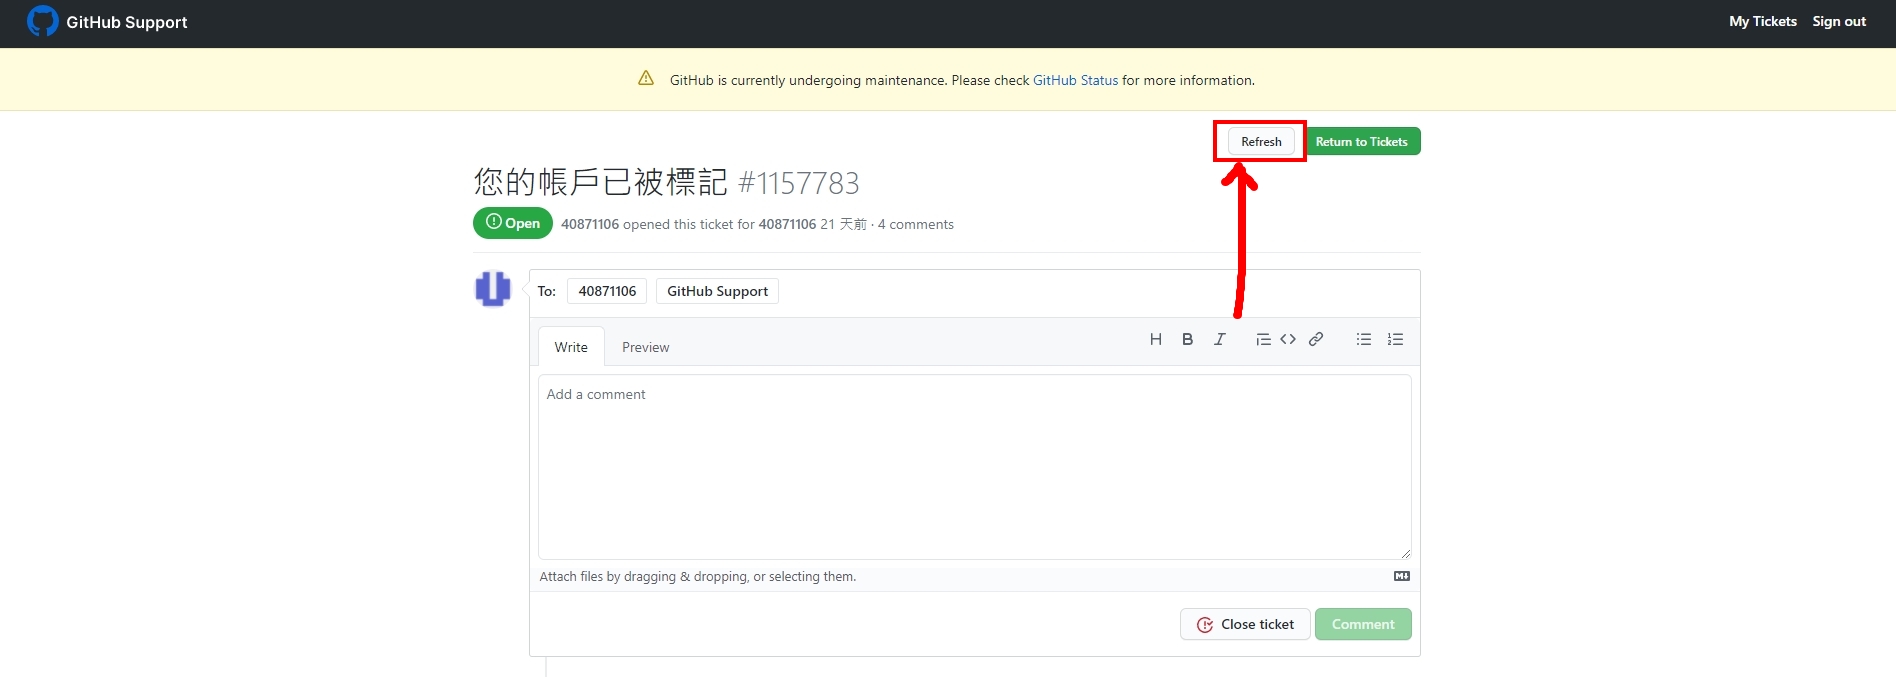 GitHub Support
My Tickets Sign out
GitHub is currently undergoing maintenance. Please check GitHub Status for more information.
Refresh Return to Tickets
您的帳戶已被標記 #1157783
Open 40871106 opened this ticket for 40871106 21 天前 · 4 comments
To: 40871106 GitHub Support
Write Preview H B I
Add a comment
Attach files by dragging & dropping, or selecting them.
Close ticket Comment